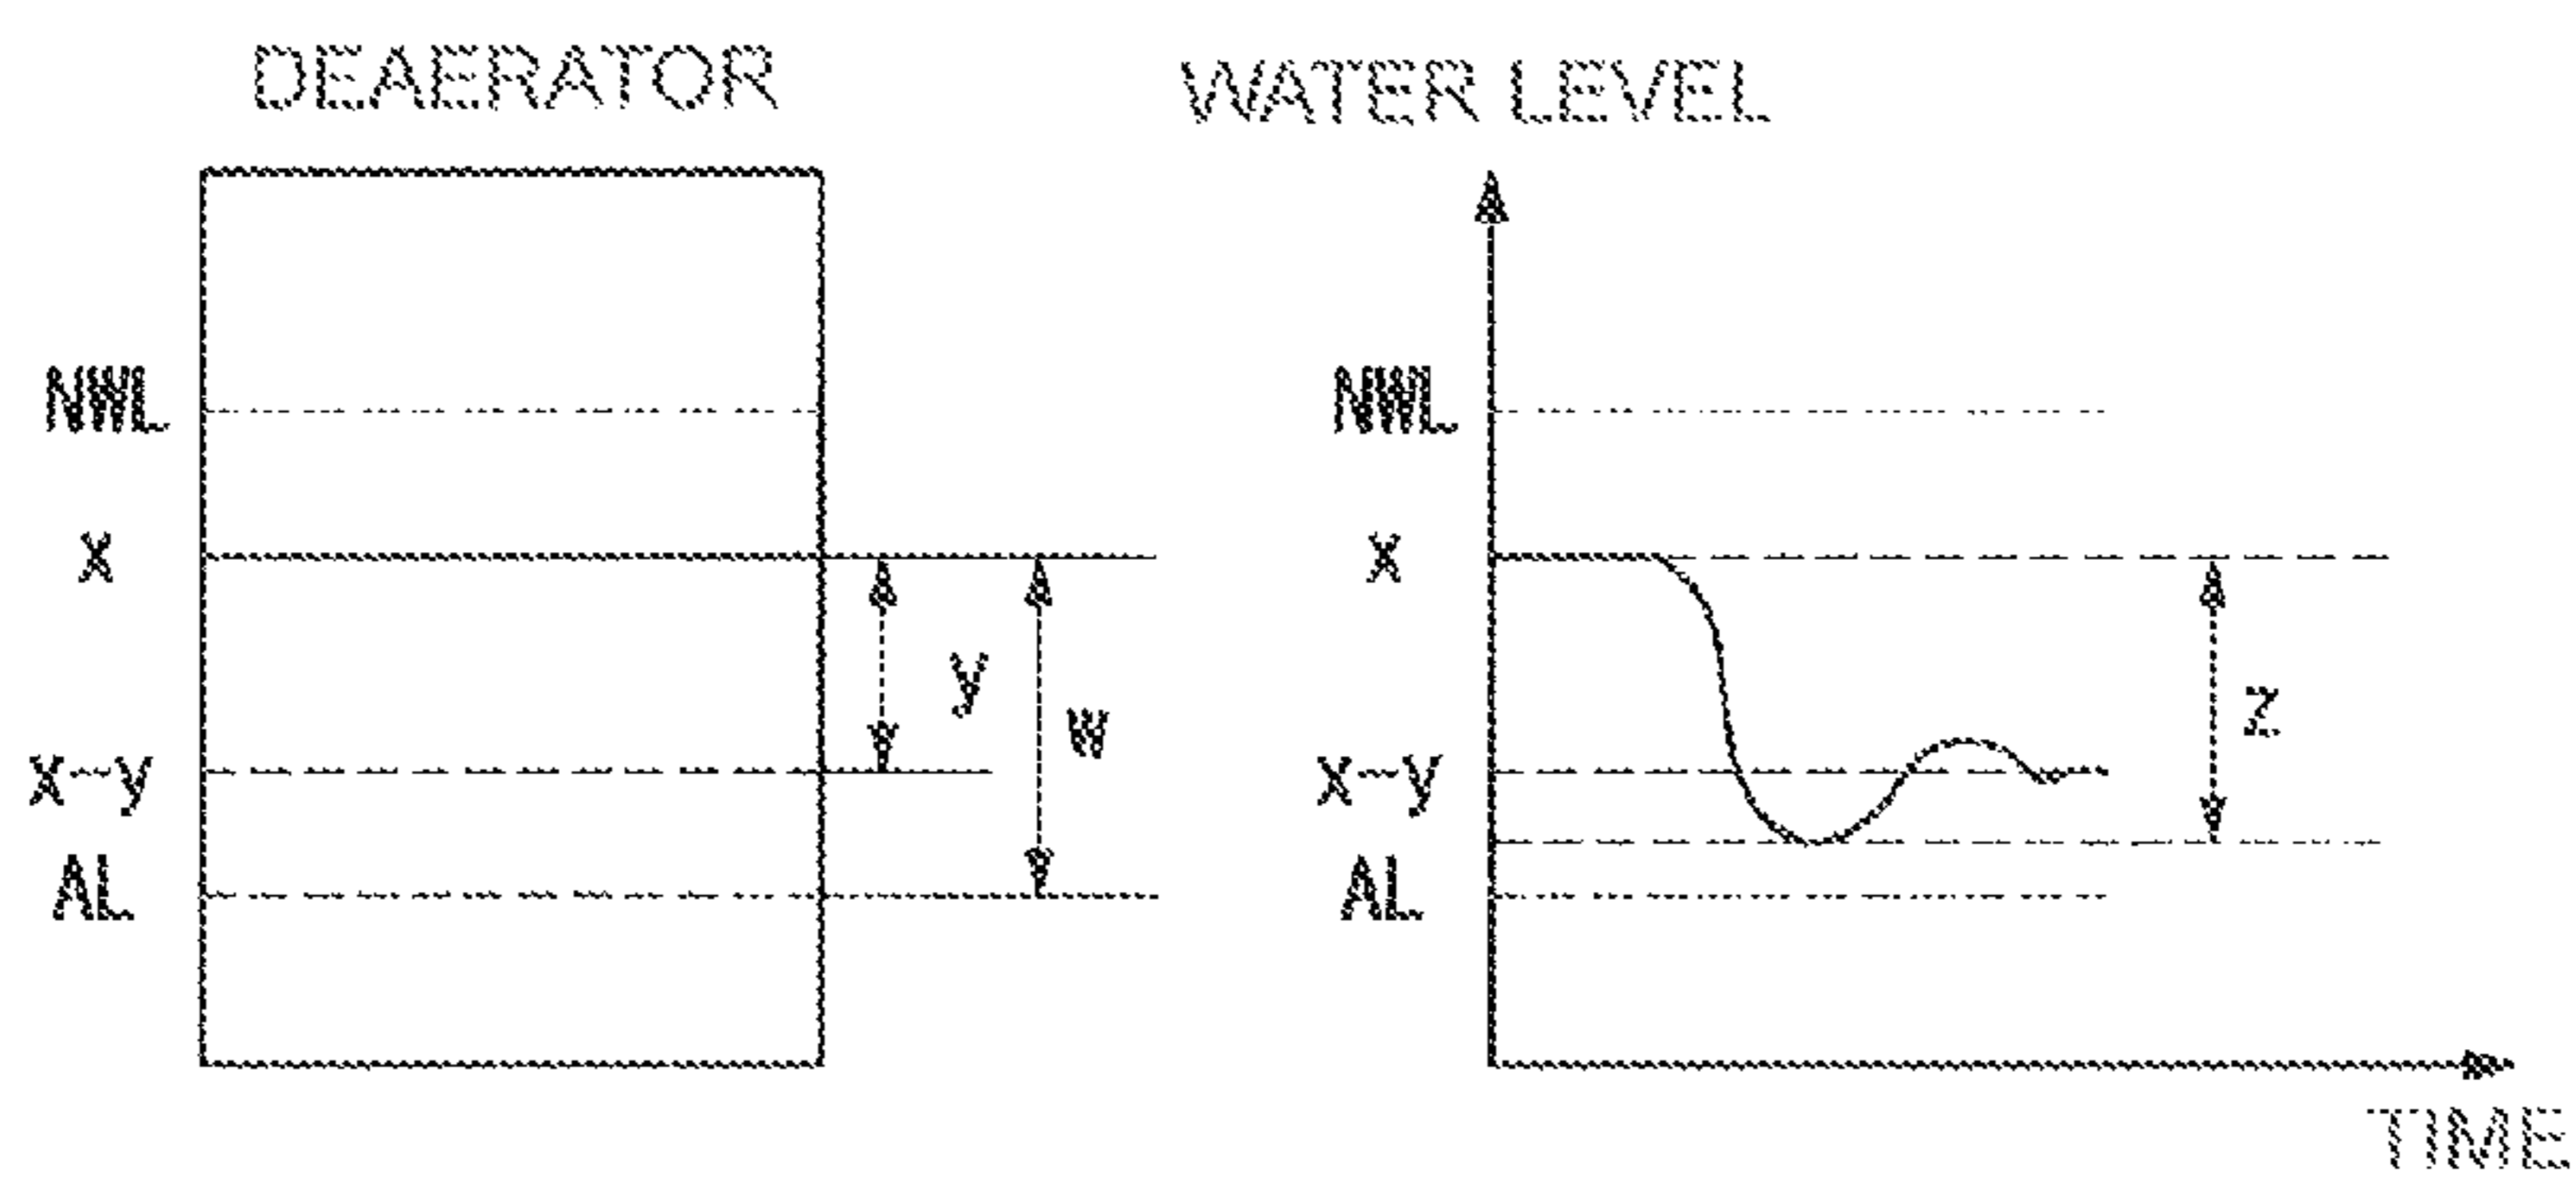 DEAERATOR
WATER LEVEL
NWL
x
x-y
AL
y
w
NWL
x
x-y
AL
z
TIME